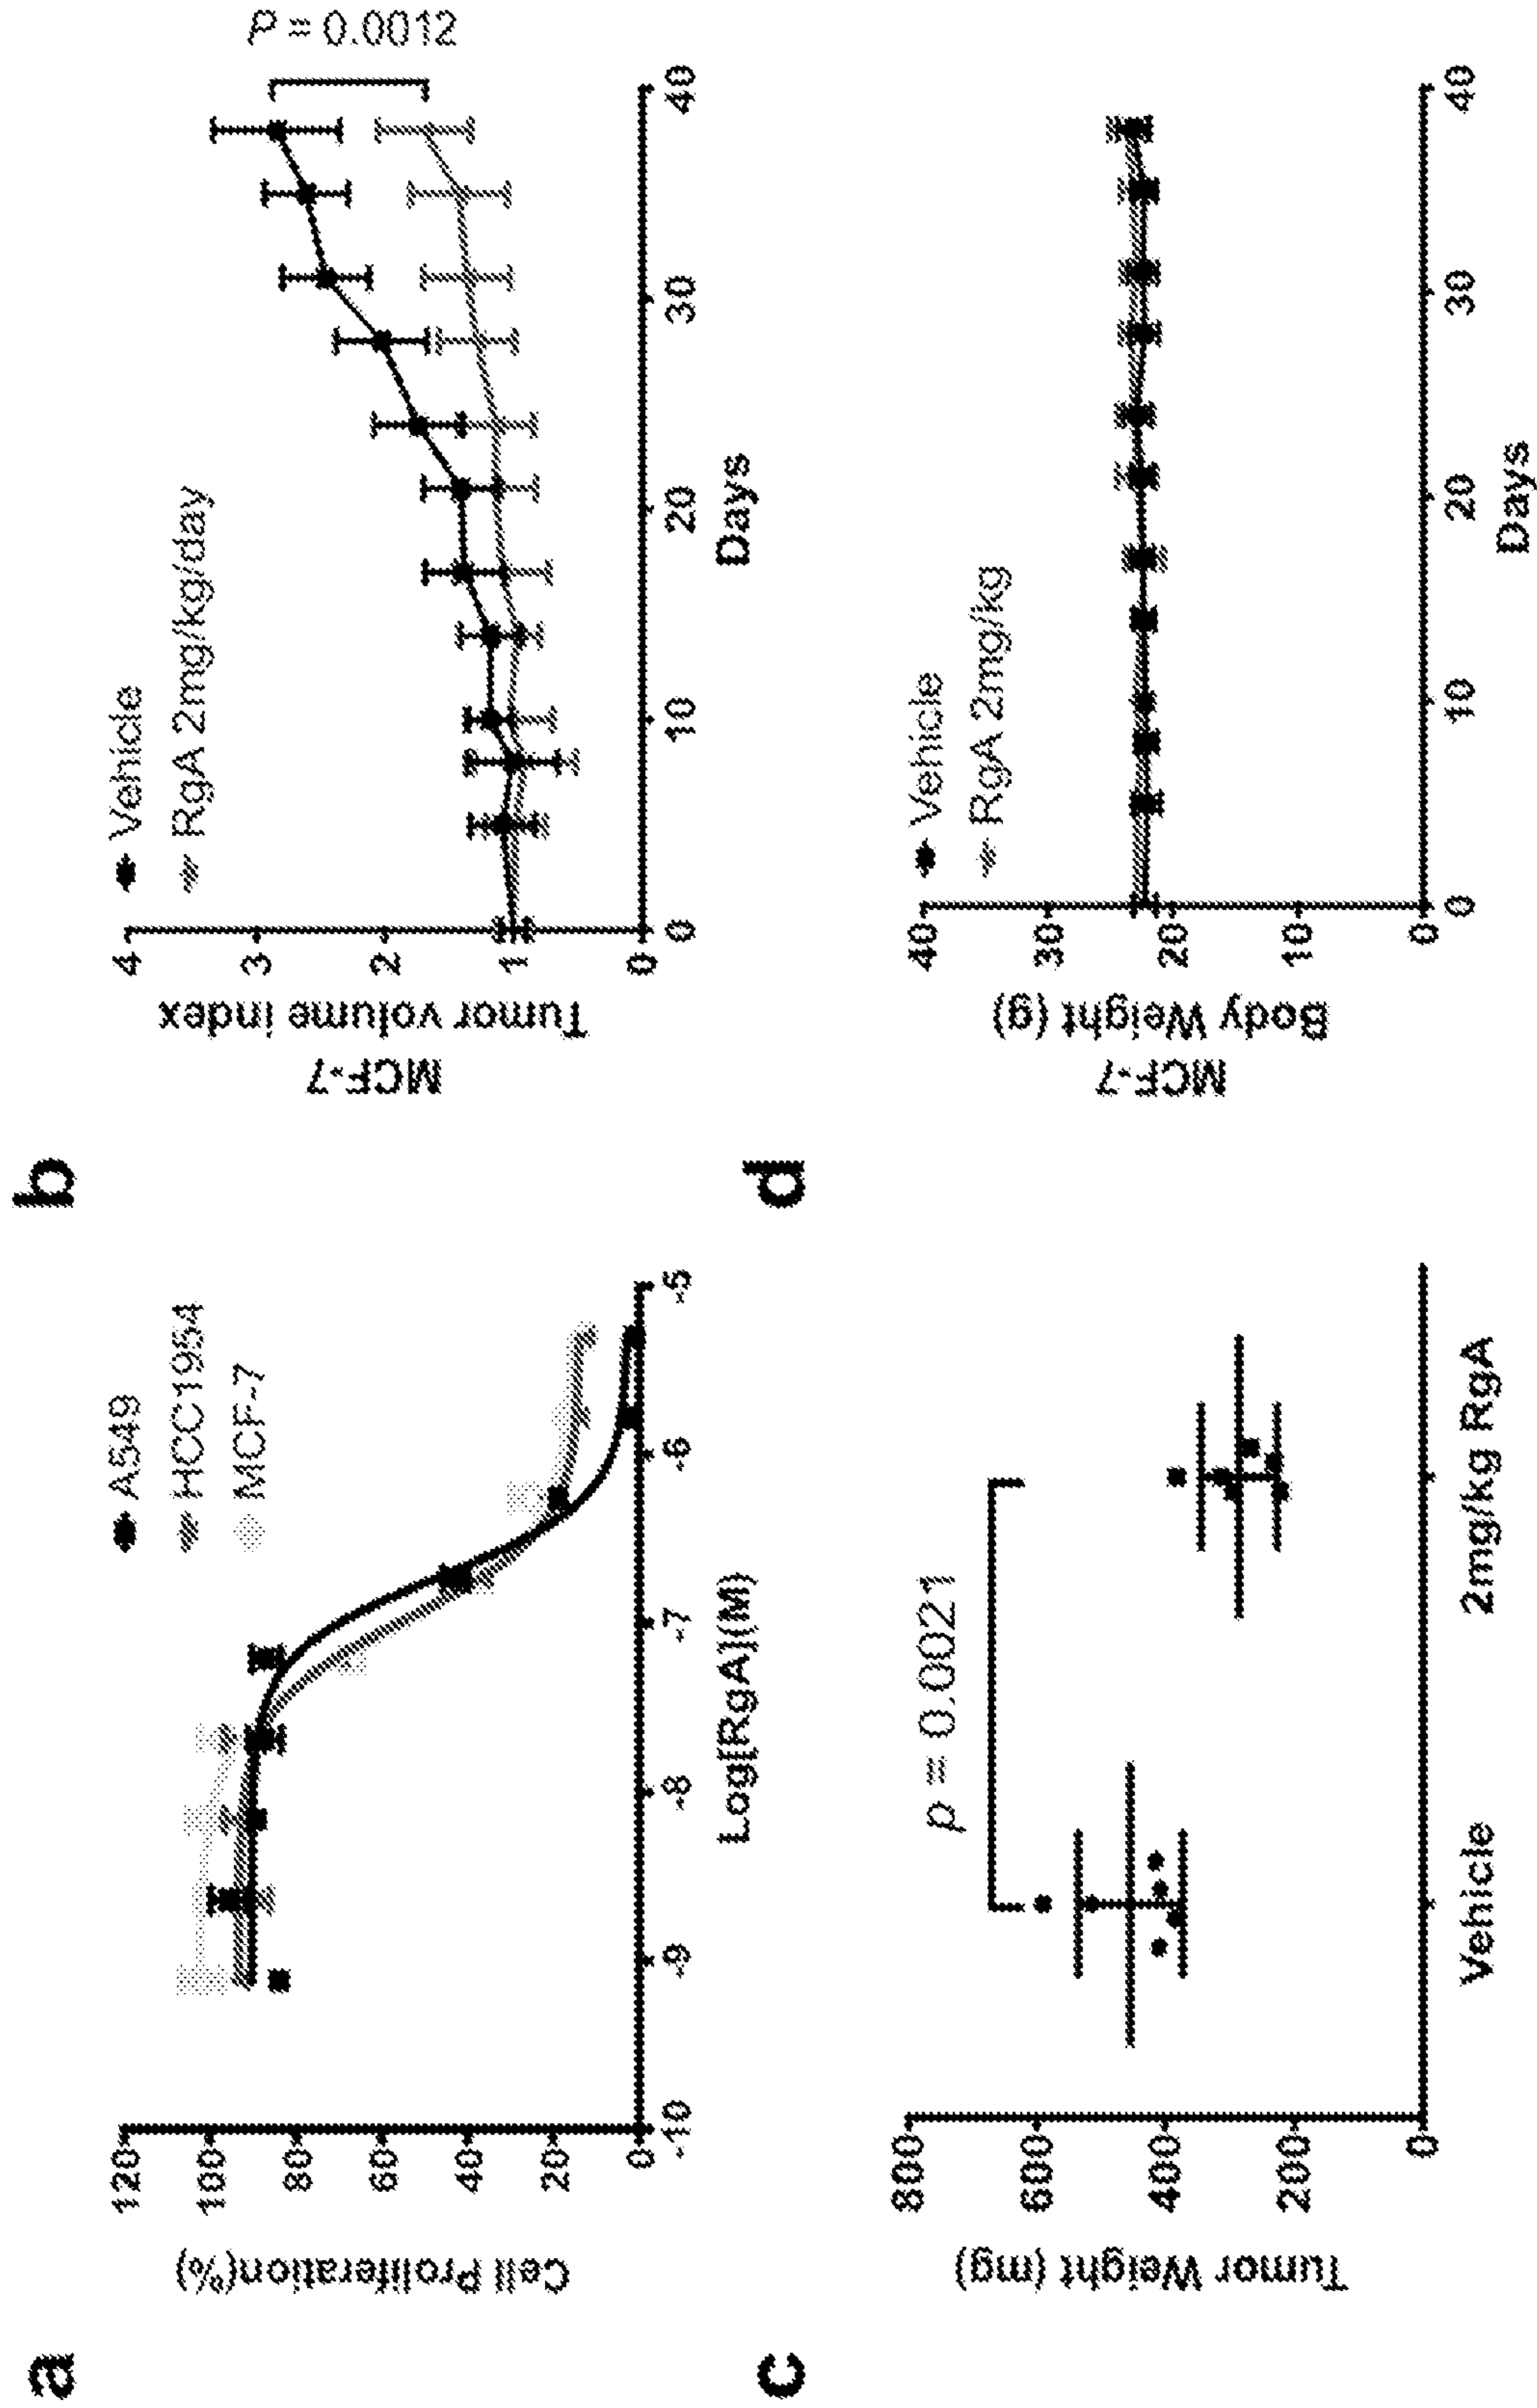 a
Cell Proliferation(%)
120
100
80
60
40
20
0
-10
-9
-8
-7
-6
-5
Log[RgA](M)
A549
HCC1954
MCF-7
b
MCF-7
Tumor volume index
4
3
2
1
0
0
10
20
30
40
Days
Vehicle
RgA 2mg/kg/day
P = 0.0012
c
Tumor Weight (mg)
800
600
400
200
0
Vehicle
2mg/kg RgA
p = 0.0021
d
MCF-7
Body Weight (g)
40
30
20
10
0
0
10
20
30
40
Days
Vehicle
RgA 2mg/kg